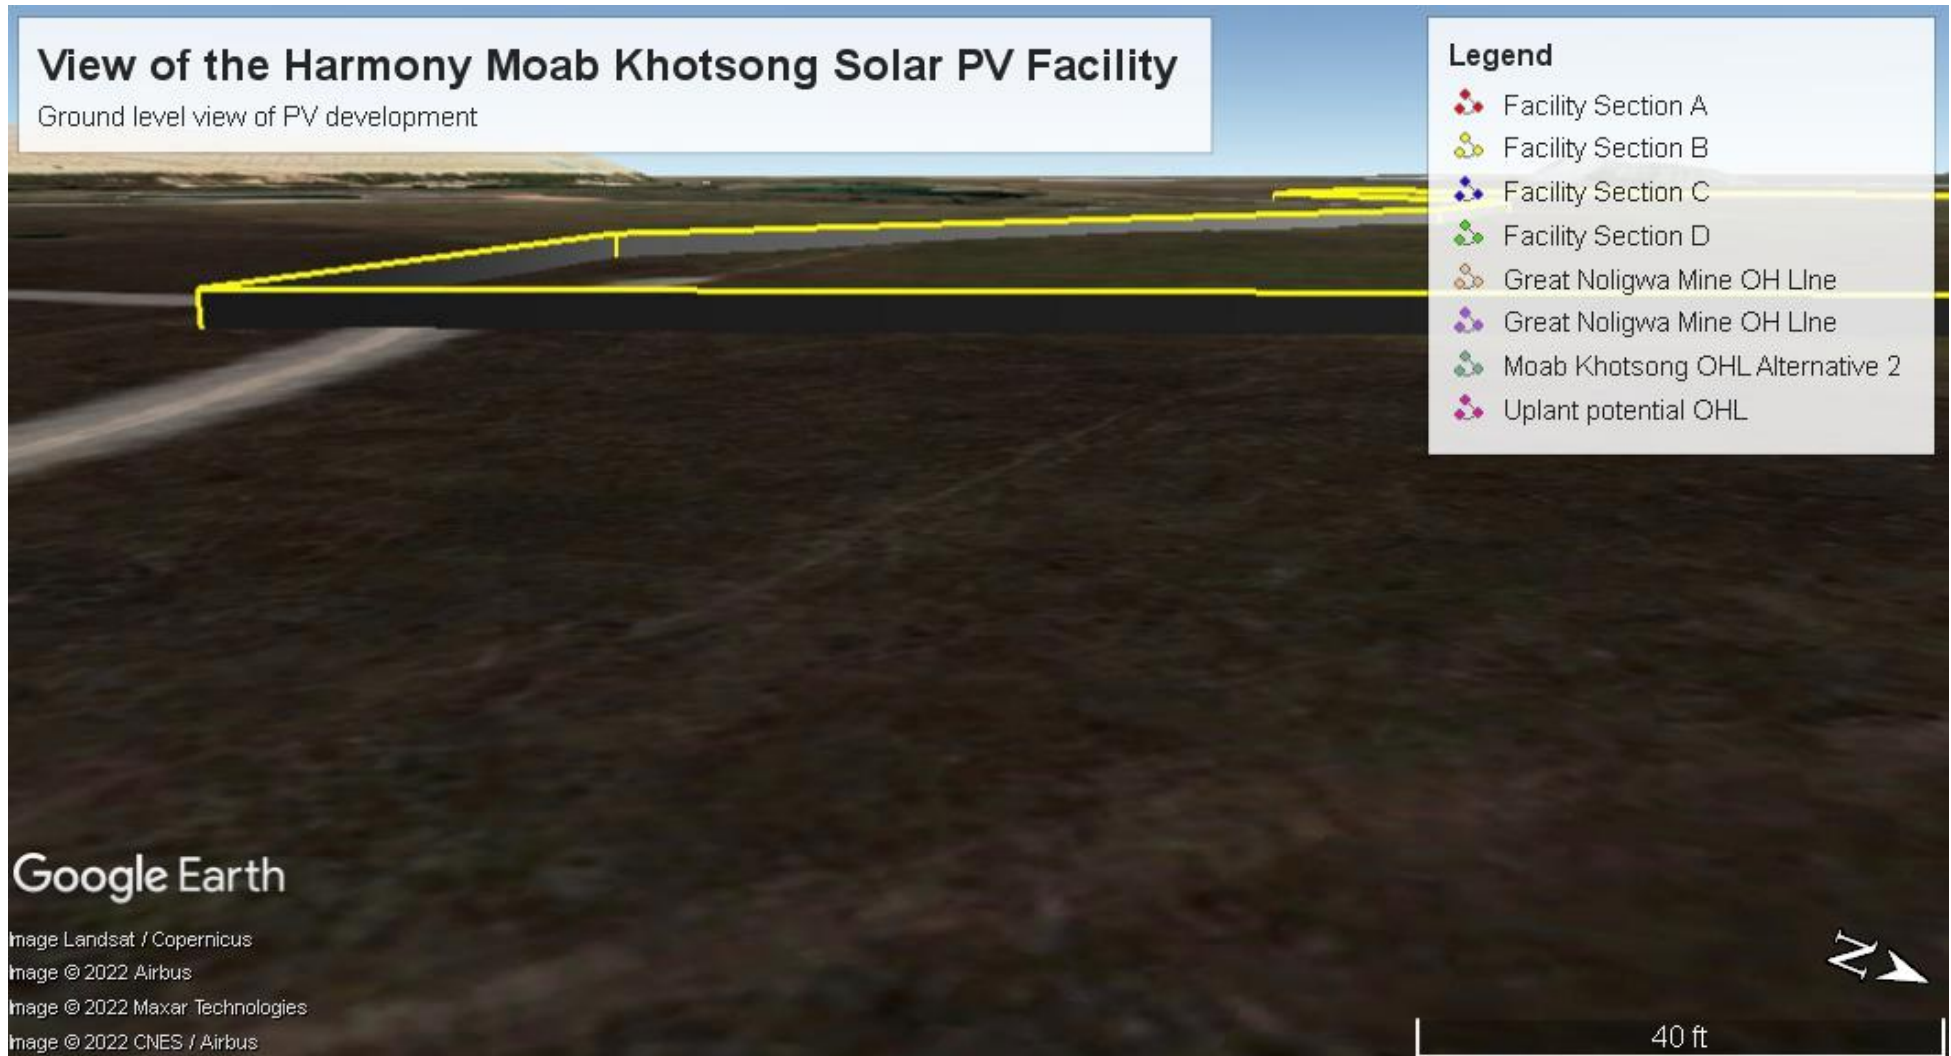 View of the Harmony Moab Khotsong Solar PV Facility
Ground level view of PV development
Legend
Facility Section A
Facility Section B
Facility Section C
Facility Section D
Great Noligwa Mine OH LIne
Great Noligwa Mine OH LIne
Moab Khotsong OHL Alternative 2
Uplant potential OHL
Google Earth
Image Landsat / Copernicus
Image © 2022 Airbus
Image © 2022 Maxar Technologies
Image © 2022 CNES / Airbus
N
40 ft